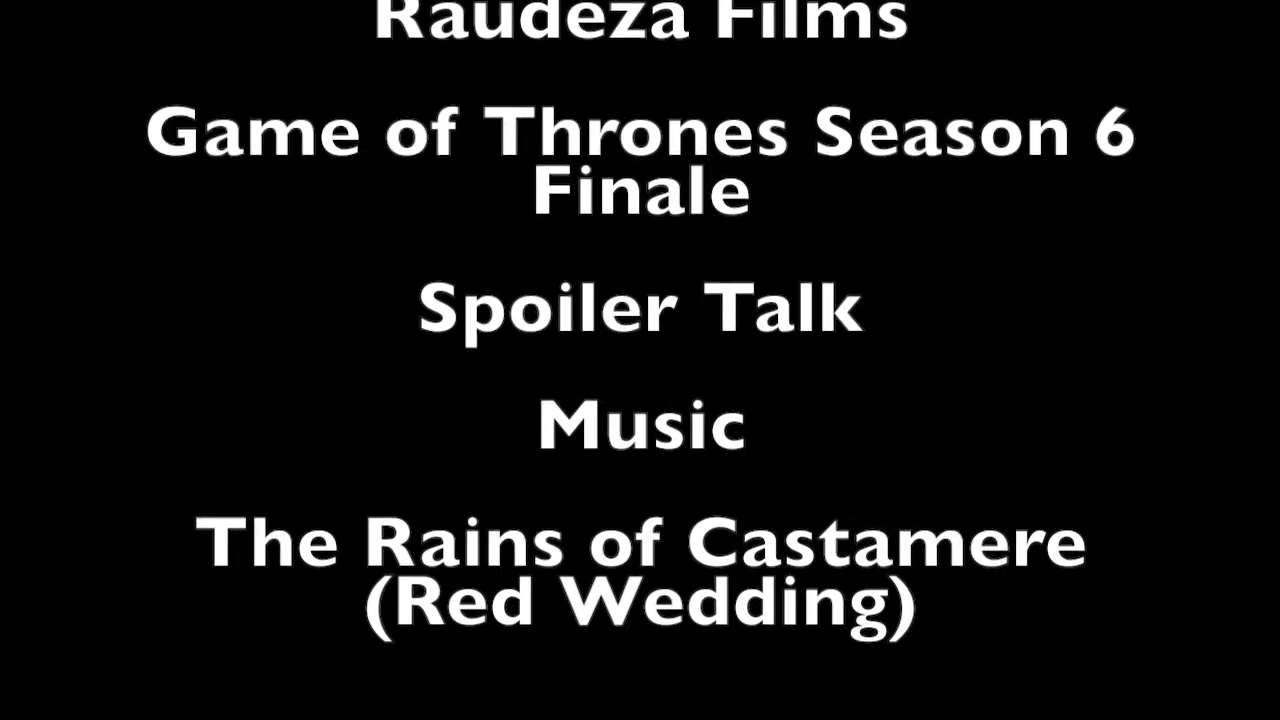 Raudeza Films
Game of Thrones Season 6
Finale
Spoiler Talk
Music
The Rains of Castamere
(Red Wedding)